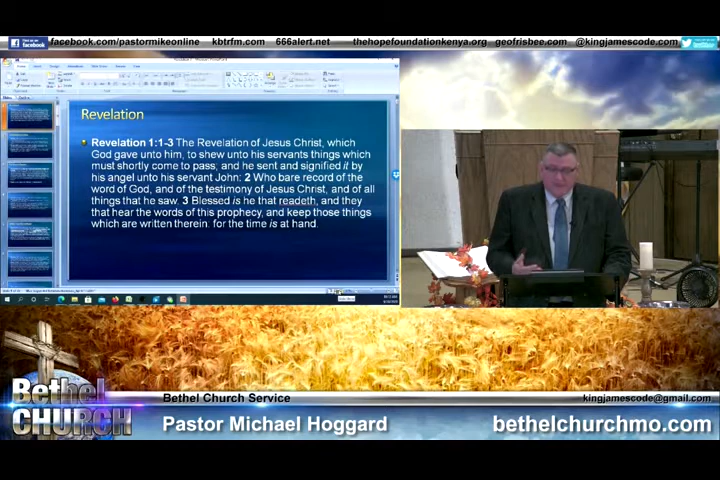 Find us on
facebook
facebook.com/pastormikeonline kbtrfm.com 666alert.net thehopefoundationkenya.org geofrisbee.com @kingjamescode.com
twitter
Revelation
Revelation 1:1-3 The Revelation of Jesus Christ, which
God gave unto him, to shew unto his servants things which
must shortly come to pass; and he sent and signified it by
his angel unto his servant John: 2 Who bare record of the
word of God, and of the testimony of Jesus Christ, and of all
things that he saw. 3 Blessed is he that readeth, and they
that hear the words of this prophecy, and keep those things
which are written therein: for the time is at hand.
Bethel
CHURCH
Bethel Church Service
kingjamescode@gmail.com
Pastor Michael Hoggard
bethelchurchmo.com